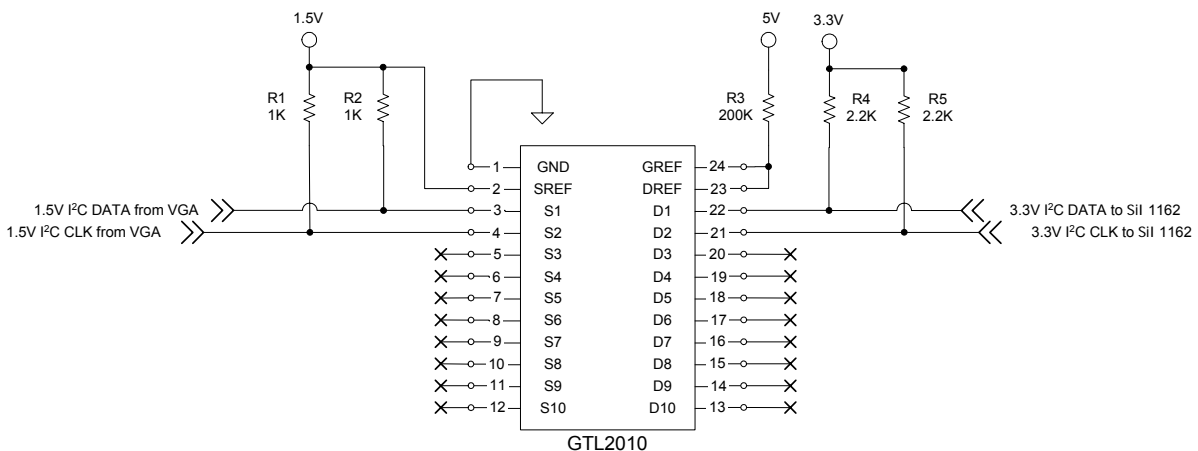 1.5V
5V
3.3V
R1
1K
R2
1K
R3
200K
R4
2.2K
R5
2.2K
1 GND GREF 24
2 SREF DREF 23
1.5V I²C DATA from VGA 3 S1 D1 22 3.3V I²C DATA to SiI 1162
1.5V I²C CLK from VGA 4 S2 D2 21 3.3V I²C CLK to SiI 1162
5 S3 D3 20
6 S4 D4 19
7 S5 D5 18
8 S6 D6 17
9 S7 D7 16
10 S8 D8 15
11 S9 D9 14
12 S10 D10 13
GTL2010